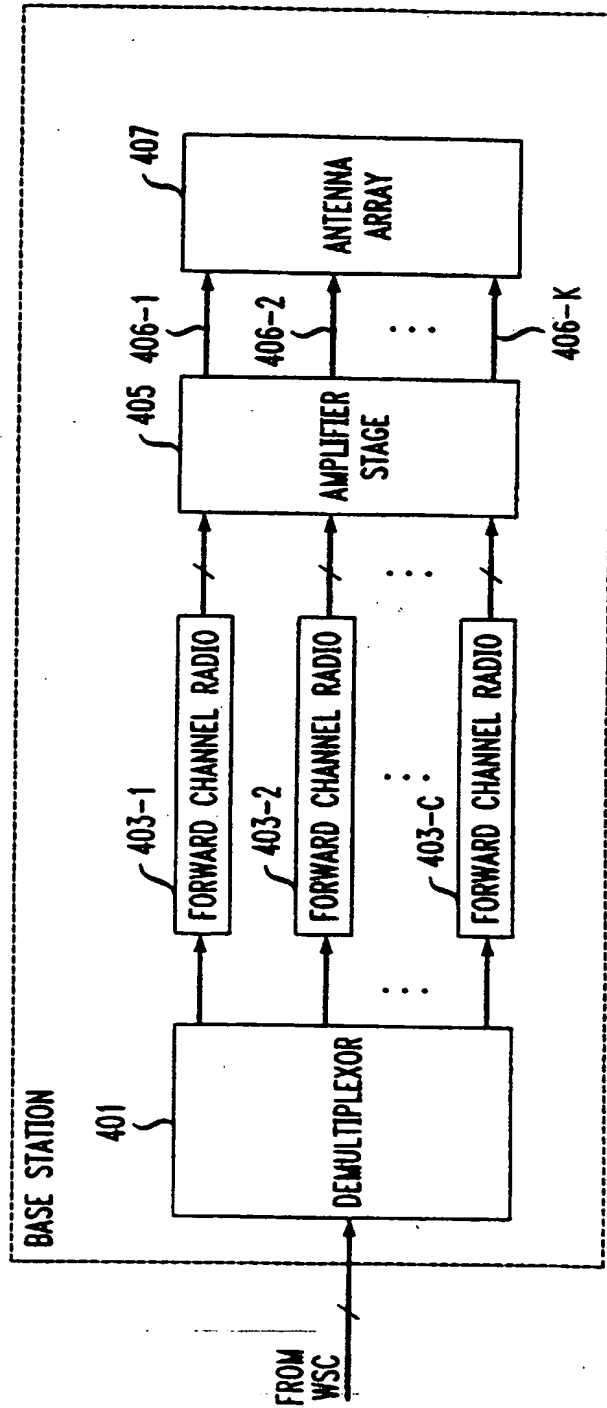 BASE STATION
FROM
WSC
401
DEMULTIPLEXOR
403-1
FORWARD CHANNEL RADIO
403-2
FORWARD CHANNEL RADIO
403-C
FORWARD CHANNEL RADIO
405
AMPLIFIER
STAGE
406-1
406-2
406-K
407
ANTENNA
ARRAY